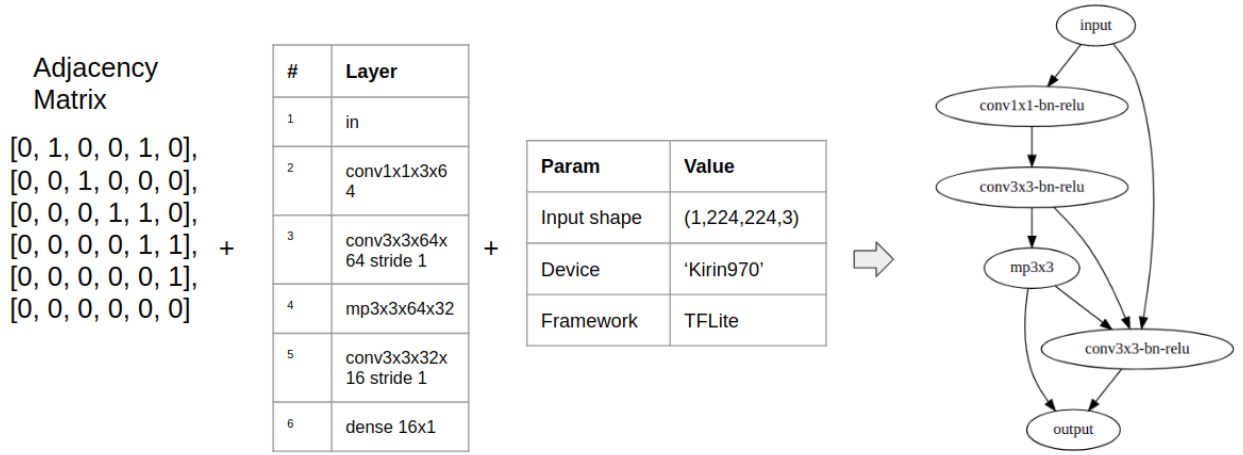 Adjacency
Matrix
[0, 1, 0, 0, 1, 0],
[0, 0, 1, 0, 0, 0],
[0, 0, 0, 1, 1, 0],
[0, 0, 0, 0, 1, 1],
[0, 0, 0, 0, 0, 1],
[0, 0, 0, 0, 0, 0]
+
# Layer
1 in
2 conv1x1x3x6
4
3 conv3x3x64x
64 stride 1
4 mp3x3x64x32
5 conv3x3x32x
16 stride 1
6 dense 16x1
+
Param Value
Input shape (1,224,224,3)
Device ‘Kirin970’
Framework TFLite
input
conv1x1-bn-relu
conv3x3-bn-relu
mp3x3
conv3x3-bn-relu
output